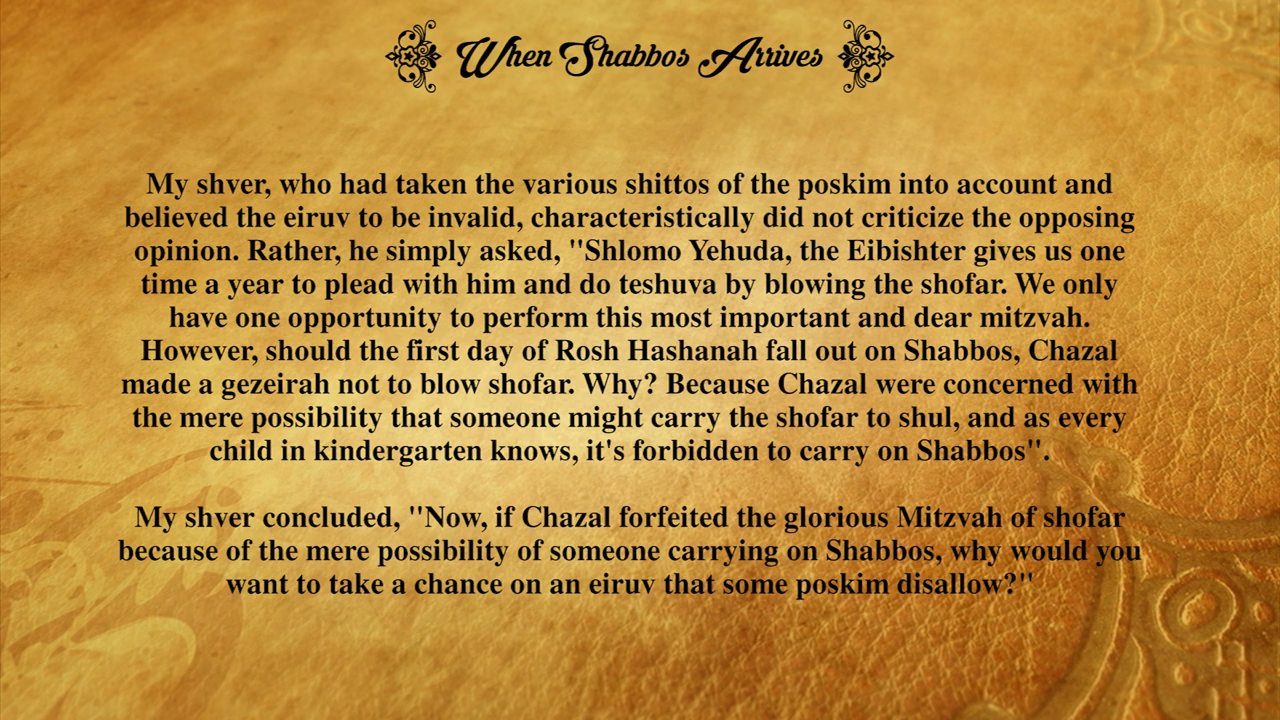 When Shabbos Arrives
My shver, who had taken the various shittos of the poskim into account and
believed the eiruv to be invalid, characteristically did not criticize the opposing
opinion. Rather, he simply asked, "Shlomo Yehuda, the Eibishter gives us one
time a year to plead with him and do teshuva by blowing the shofar. We only
have one opportunity to perform this most important and dear mitzvah.
However, should the first day of Rosh Hashanah fall out on Shabbos, Chazal
made a gezeirah not to blow shofar. Why? Because Chazal were concerned with
the mere possibility that someone might carry the shofar to shul, and as every
child in kindergarten knows, it's forbidden to carry on Shabbos".
My shver concluded, "Now, if Chazal forfeited the glorious Mitzvah of shofar
because of the mere possibility of someone carrying on Shabbos, why would you
want to take a chance on an eiruv that some poskim disallow?"